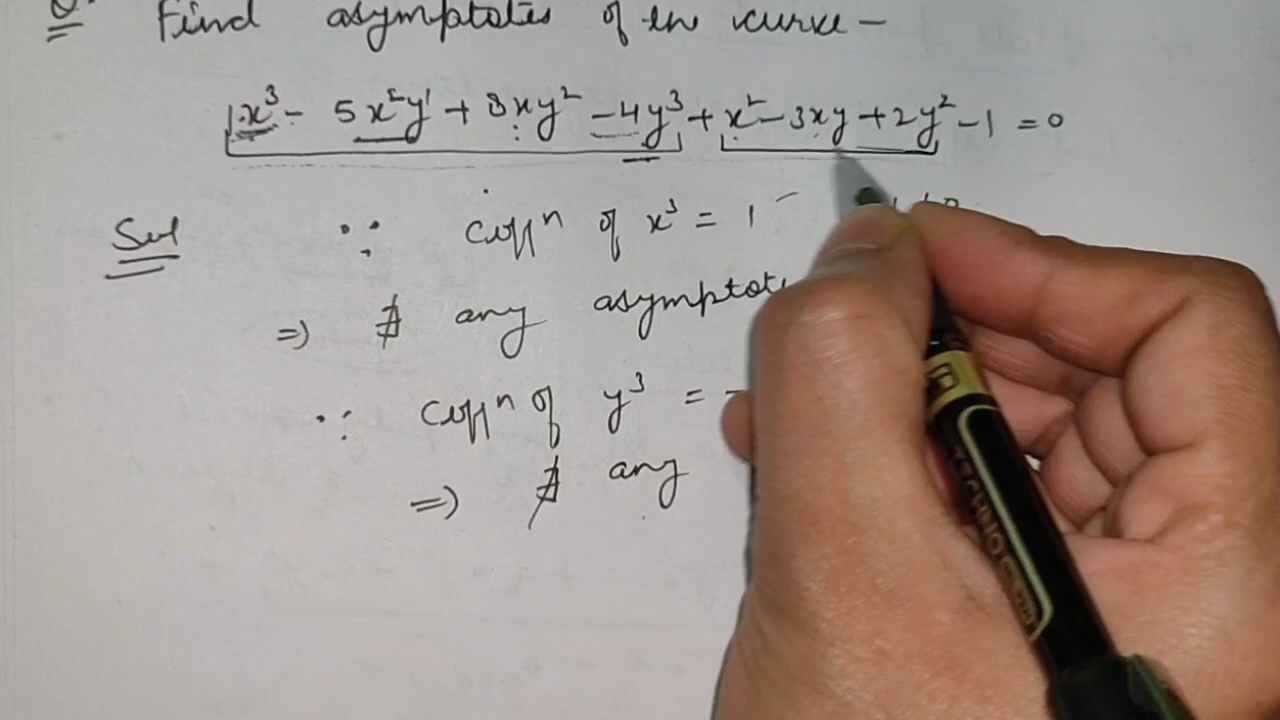 Q. Find asymptotes of the curve –
x³ - 5x²y + 8xy² - 4y³ + x² - 3xy + 2y² - 1 = 0
Sol ∵ coffⁿ of x³ = 1
⇒ ∄ any
∵ coffⁿ of y³ = -
⇒ ∄ any
TECHNO